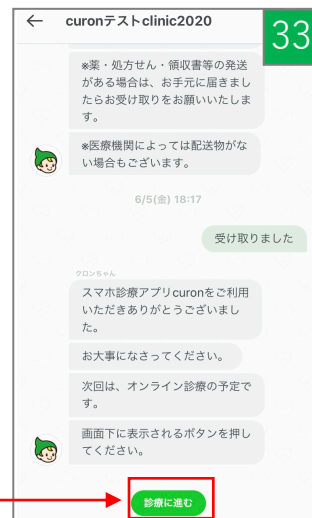 ← curonテストclinic2020
33
※薬・処方せん・領収書等の発送
がある場合は、お手元に届きまし
たらお受け取りをお願いいたしま
す。
※医療機関によっては配送物がな
い場合もございます。
6/5(金) 18:17
受け取りました
クロンちゃん
スマホ診療アプリcuronをご利用
いただきありがとうございまし
た。
お大事になさってください。
次回は、オンライン診療の予定で
す。
画面下に表示されるボタンを押し
てください。
診療に進む